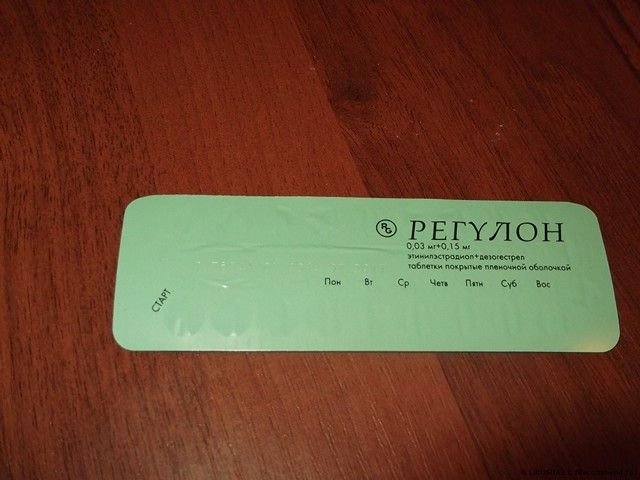 RG РЕГУЛОН
0,03 мг+0,15 мг
этинилэстрадиол+дезогестрел
таблетки покрытые пленочной оболочкой
Пон Вт Ср Четв Пятн Суб Вос
СТАРТ